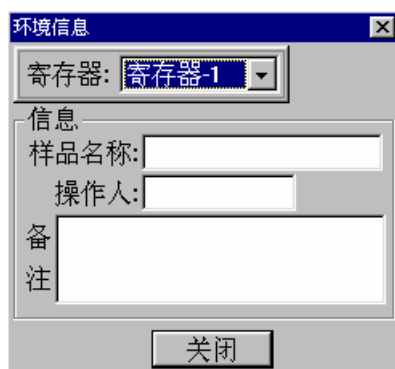 环境信息
寄存器: 寄存器-1
信息
样品名称:
操作人:
备
注
关闭